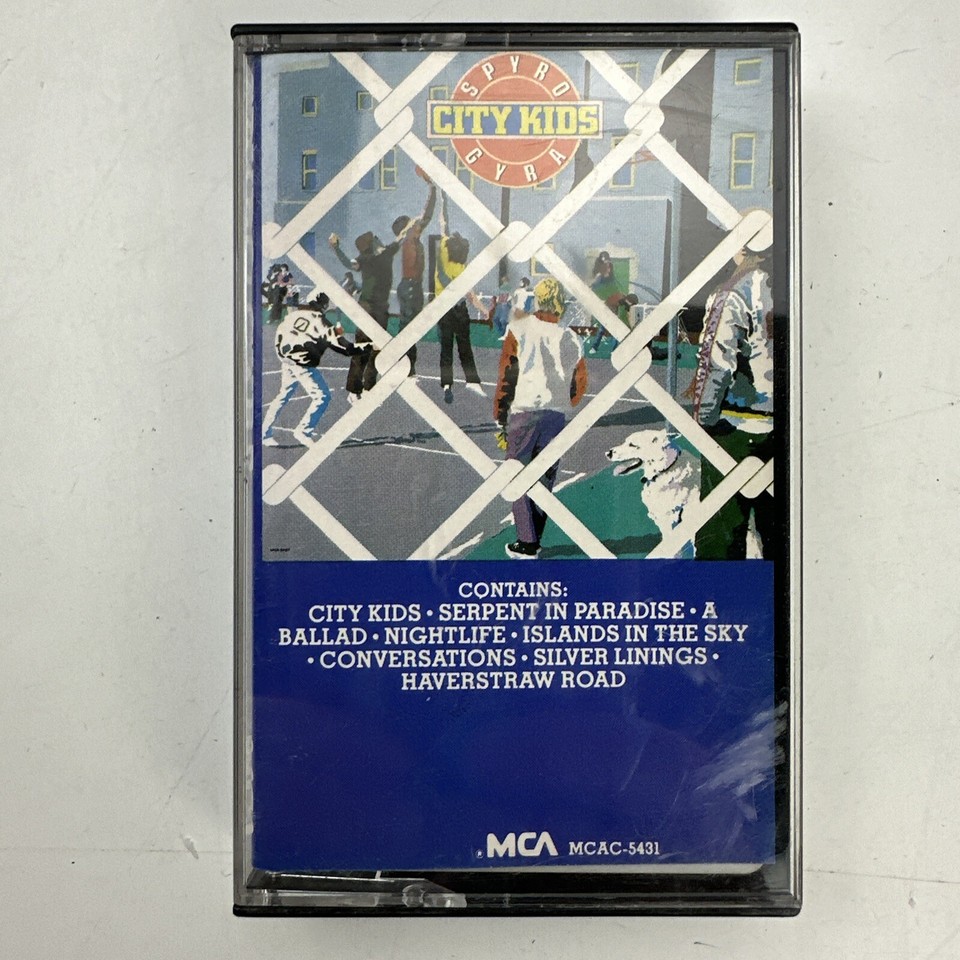 SPYRO
CITY KIDS
GYRA
CONTAINS:
CITY KIDS • SERPENT IN PARADISE • A
BALLAD • NIGHTLIFE • ISLANDS IN THE SKY
• CONVERSATIONS • SILVER LININGS •
HAVERSTRAW ROAD
® MCA MCAC-5431